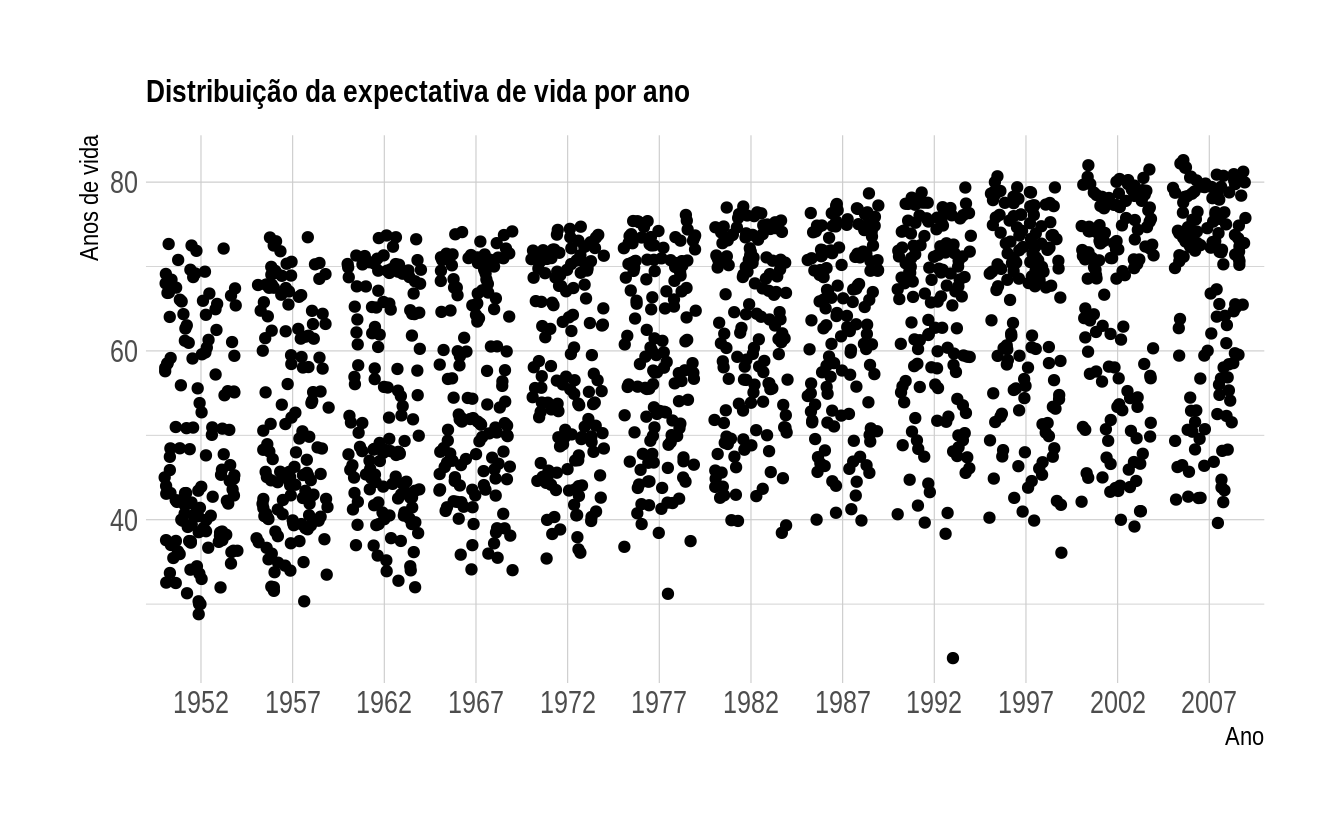 Distribuição da expectativa de vida por ano
Anos de vida
80
60
40
1952 1957 1962 1967 1972 1977 1982 1987 1992 1997 2002 2007
Ano